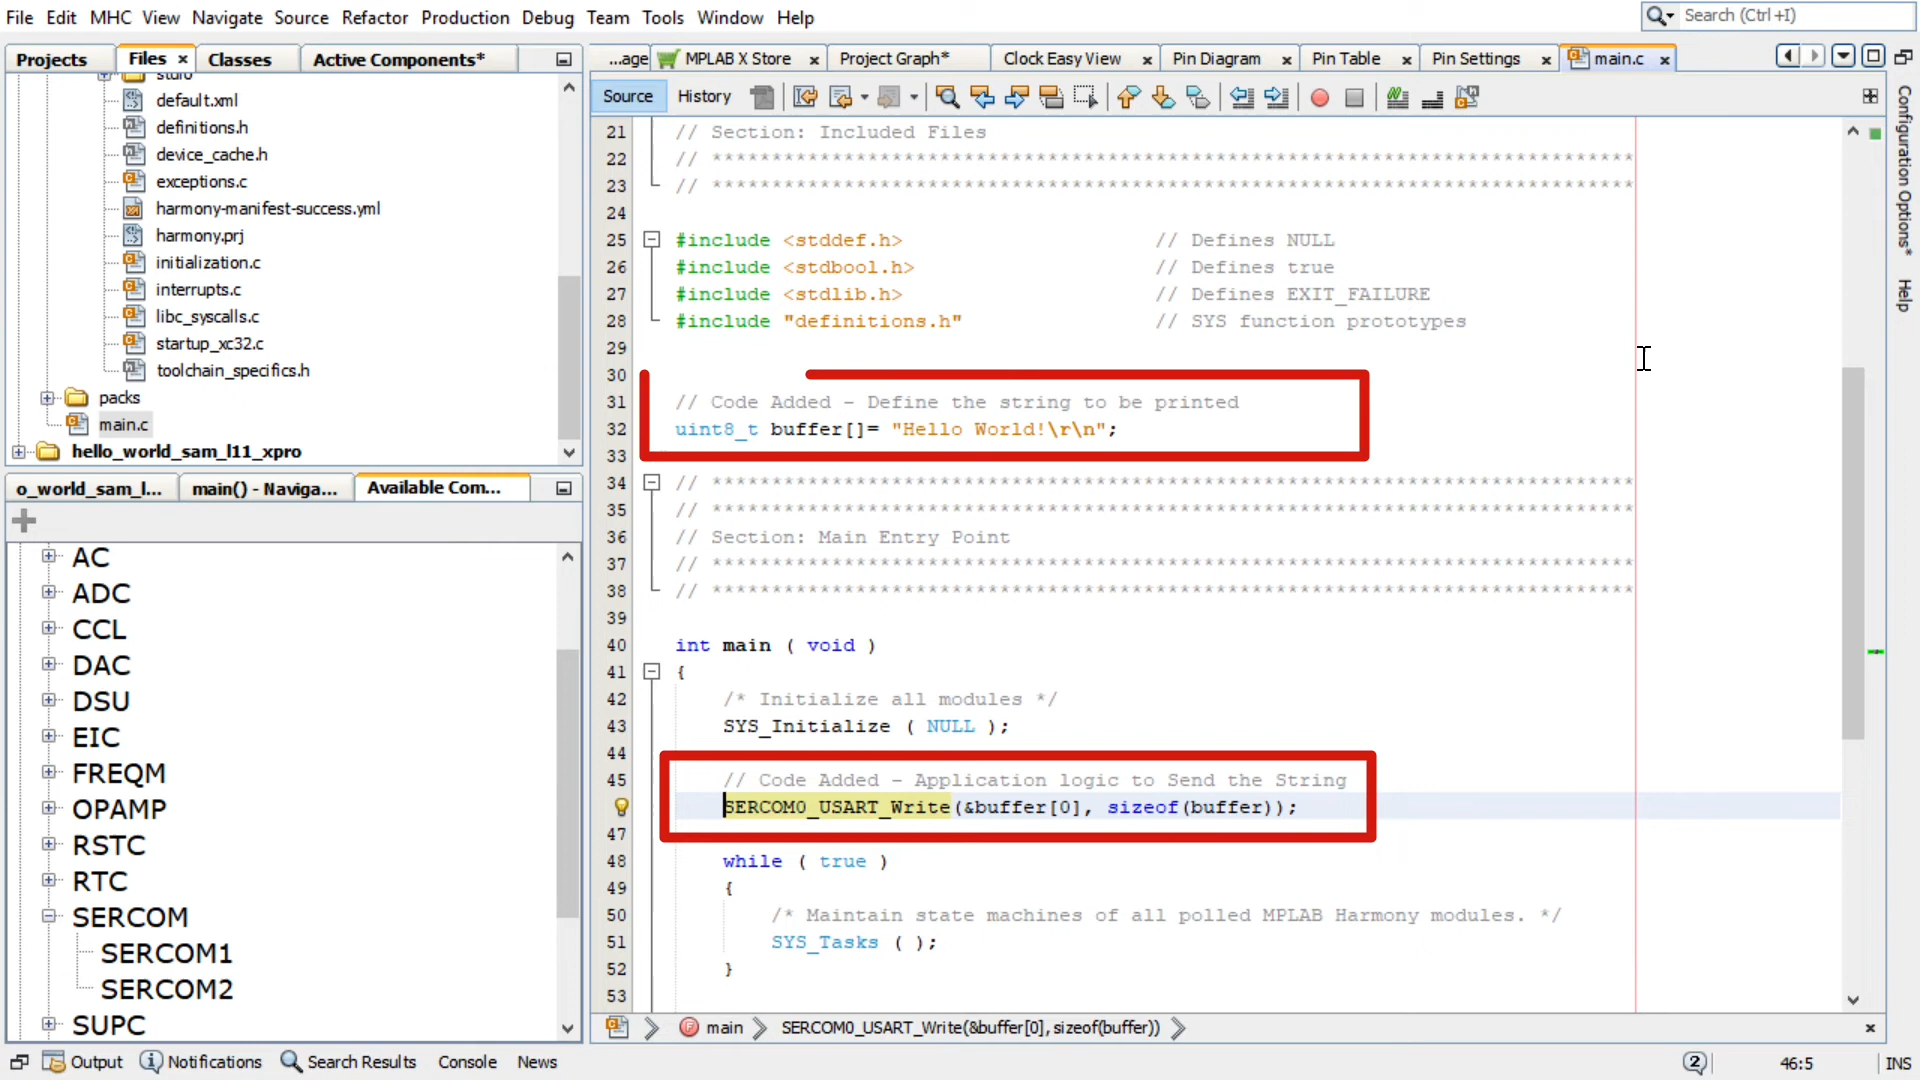 File Edit MHC View Navigate Source Refactor Production Debug Team Tools Window Help
Search (Ctrl+I)
Projects Files Classes Active Components*
...age MPLAB X Store Project Graph* Clock Easy View Pin Diagram Pin Table Pin Settings main.c
Source History
default.xml
definitions.h
device_cache.h
exceptions.c
harmony-manifest-success.yml
harmony.prj
initialization.c
interrupts.c
libc_syscalls.c
startup_xc32.c
toolchain_specifics.h
packs
main.c
hello_world_sam_l11_xpro
o_world_sam_l... main() - Naviga... Available Com...
AC
ADC
CCL
DAC
DSU
EIC
FREQM
OPAMP
RSTC
RTC
SERCOM
SERCOM1
SERCOM2
SUPC
21 // Section: Included Files
22 // *****************************************************************************
23 // *****************************************************************************
24
25 #include <stddef.h> // Defines NULL
26 #include <stdbool.h> // Defines true
27 #include <stdlib.h> // Defines EXIT_FAILURE
28 #include "definitions.h" // SYS function prototypes
29
30
31 // Code Added - Define the string to be printed
32 uint8_t buffer[]= "Hello World!\r\n";
33
34 // *****************************************************************************
35 // *****************************************************************************
36 // Section: Main Entry Point
37 // *****************************************************************************
38 // *****************************************************************************
39
40 int main ( void )
41 {
42 /* Initialize all modules */
43 SYS_Initialize ( NULL );
44
45 // Code Added - Application logic to Send the String
SERCOM0_USART_Write(&buffer[0], sizeof(buffer));
47
48 while ( true )
49 {
50 /* Maintain state machines of all polled MPLAB Harmony modules. */
51 SYS_Tasks ( );
52 }
53
main SERCOM0_USART_Write(&buffer[0], sizeof(buffer))
Configuration Options*
Help
Output Notifications Search Results Console News
2 46:5 INS